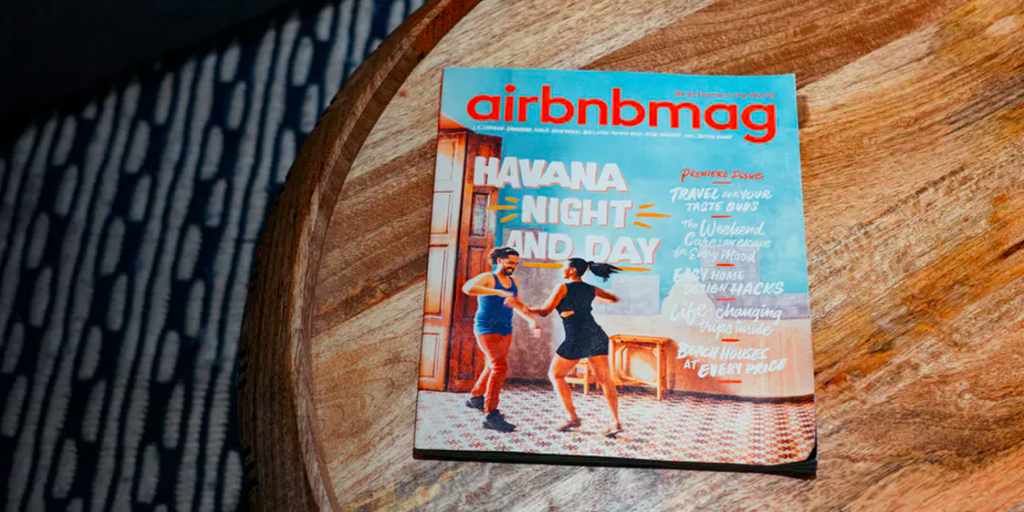 airbnbmag
HAVANA
NIGHT
AND DAY
PREMIERE ISSUE:
TRAVEL FOR YOUR
TASTE BUDS
The Weekend
Cure: an escape
for Every Mood
EASY HOME
DESIGN HACKS
Life-changing
trips inside
BEACH HOUSES
AT EVERY PRICE